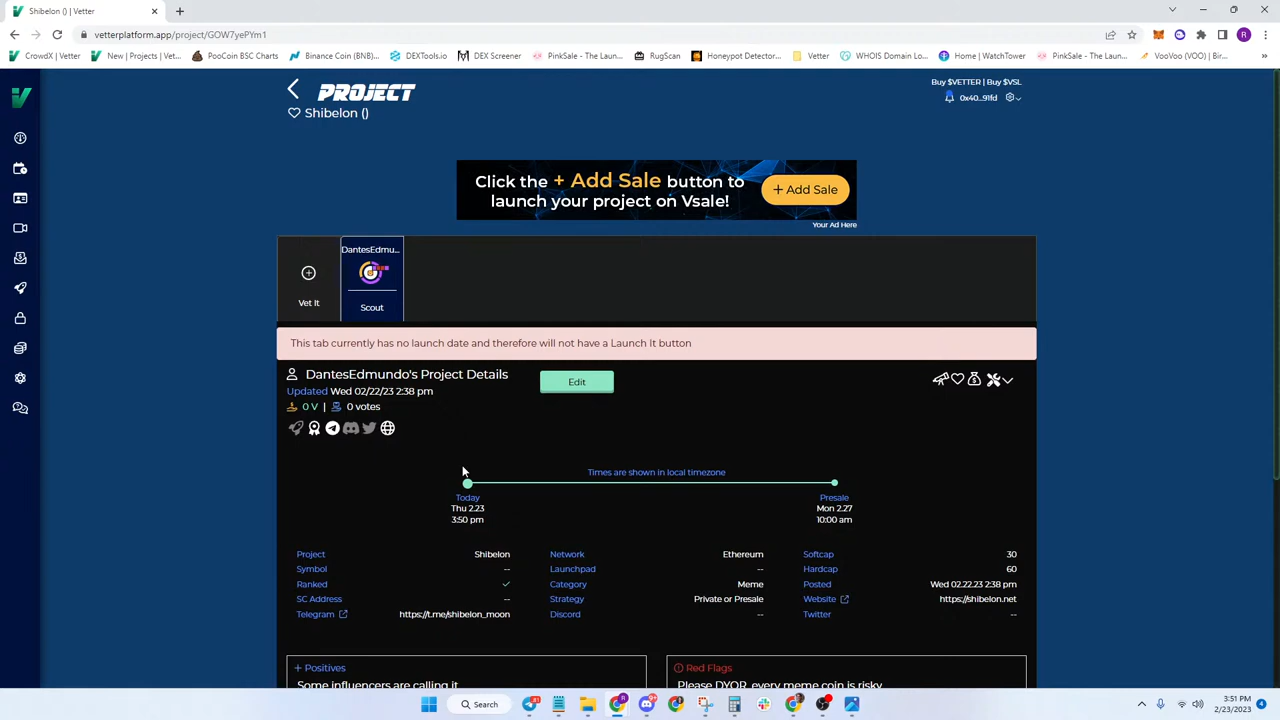 Shibelon () | Vetter
vetterplatform.app/project/GOW7yePYm1
R
CrowdX | Vetter
New | Projects | Vet...
PooCoin BSC Charts
Binance Coin (BNB)...
DEXTools.io
DEX Screener
PinkSale - The Laun...
RugScan
Honeypot Detector...
Vetter
WHOIS Domain Lo...
Home | WatchTower
PinkSale - The Laun...
VooVoo (VOO) | Bir...
»
PROJECT
Shibelon ()
Buy $VETTER | Buy $VSL
0x40...91fd
Click the + Add Sale button to
launch your project on Vsale!
+ Add Sale
Your Ad Here
Vet It
DantesEdmu...
Scout
This tab currently has no launch date and therefore will not have a Launch It button
DantesEdmundo's Project Details
Updated Wed 02/22/23 2:38 pm
0 V | 0 votes
Edit
Times are shown in local timezone
Today
Thu 2.23
3:50 pm
Presale
Mon 2.27
10:00 am
Project Shibelon
Symbol --
Ranked ✓
SC Address --
Telegram https://t.me/shibelon_moon
Network Ethereum
Launchpad --
Category Meme
Strategy Private or Presale
Discord --
Softcap 30
Hardcap 60
Posted Wed 02.22.23 2:38 pm
Website https://shibelon.net
Twitter --
+ Positives
Some influencers are calling it
Red Flags
Please DYOR, every meme coin is risky
Search
3:51 PM
2/23/2023